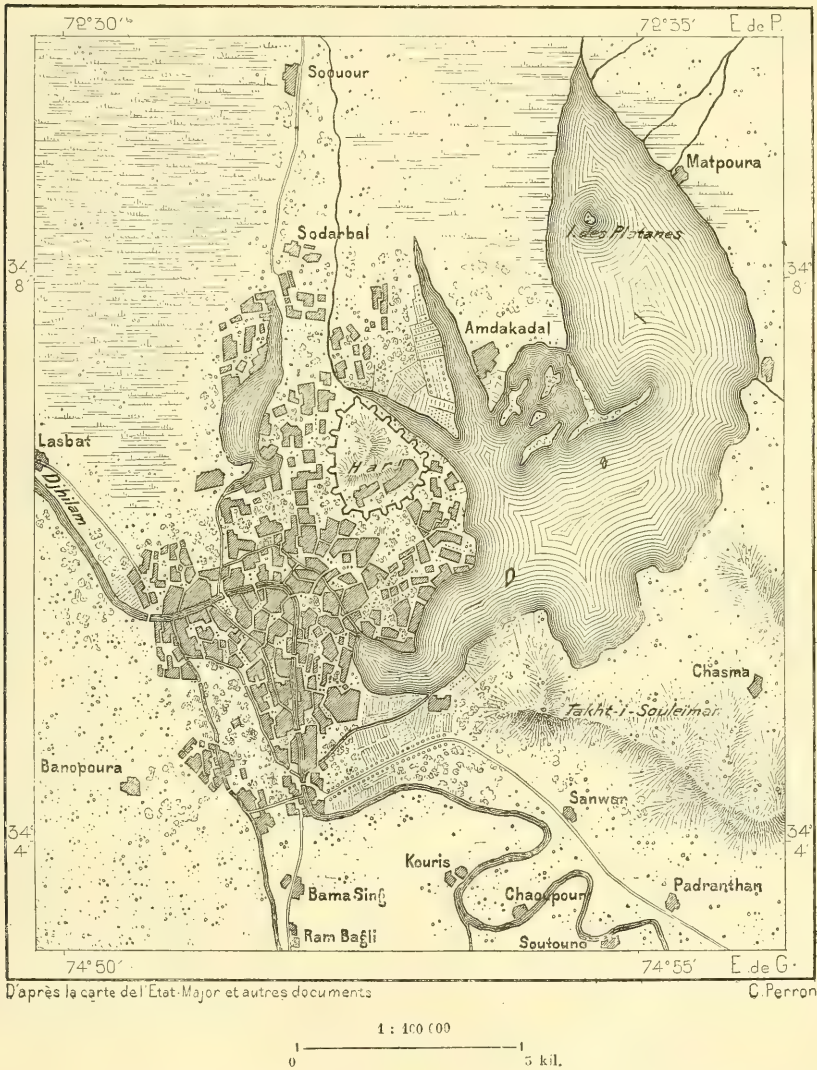 72°30' 72°35' E de P.
Soouour
Matpoura
I. des Platanes
Sodarbal
34° 34°
8' 8'
Amdakadal
Lasbat
Djhilam
Hari
Chasma
Takht-i-Souleiman
Banopoura
Sanwar
34° 34°
4' 4'
Kouris
Padranthan
Bama Sing
Chaoupour
Ram Bagli
Soutouno
74°50' 74°55' E. de G.
D'après la carte de l'Etat-Major et autres documents C. Perron
1 : 100 000
0 5 kil.